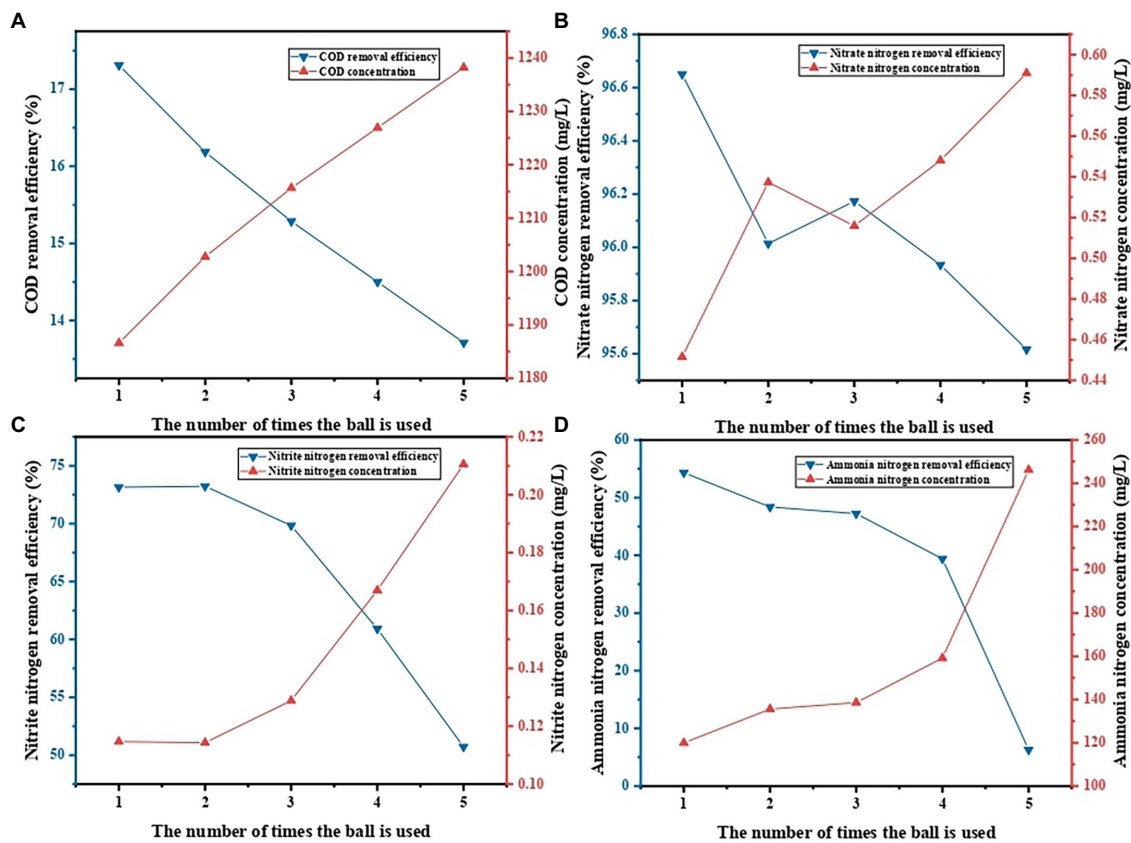 A
COD removal efficiency
COD concentration
COD removal efficiency (%)
17
16
15
14
1240
1230
1220
1210
1200
1190
1180
COD concentration (mg/L)
1 2 3 4 5
The number of times the ball is used
B
Nitrate nitrogen removal efficiency
Nitrate nitrogen concentration
Nitrate nitrogen removal efficiency (%)
96.8
96.6
96.4
96.2
96.0
95.8
95.6
0.60
0.58
0.56
0.54
0.52
0.50
0.48
0.46
0.44
Nitrate nitrogen concentration (mg/L)
1 2 3 4 5
The number of times the ball is used
C
Nitrite nitrogen removal efficiency
Nitrite nitrogen concentration
Nitrite nitrogen removal efficiency (%)
75
70
65
60
55
50
0.22
0.20
0.18
0.16
0.14
0.12
0.10
Nitrite nitrogen concentration (mg/L)
1 2 3 4 5
The number of times the ball is used
D
Ammonia nitrogen removal efficiency
Ammonia nitrogen concentration
Ammonia nitrogen removal efficiency (%)
60
50
40
30
20
10
0
260
240
220
200
180
160
140
120
100
Ammonia nitrogen concentration (mg/L)
1 2 3 4 5
The number of times the ball is used